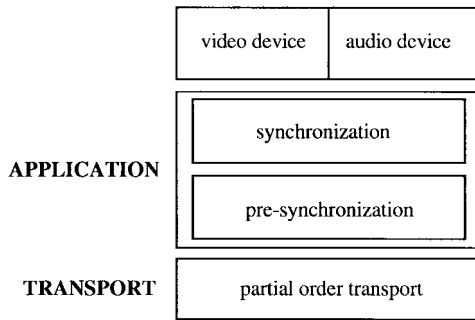 video device
audio device
synchronization
APPLICATION
pre-synchronization
TRANSPORT
partial order transport